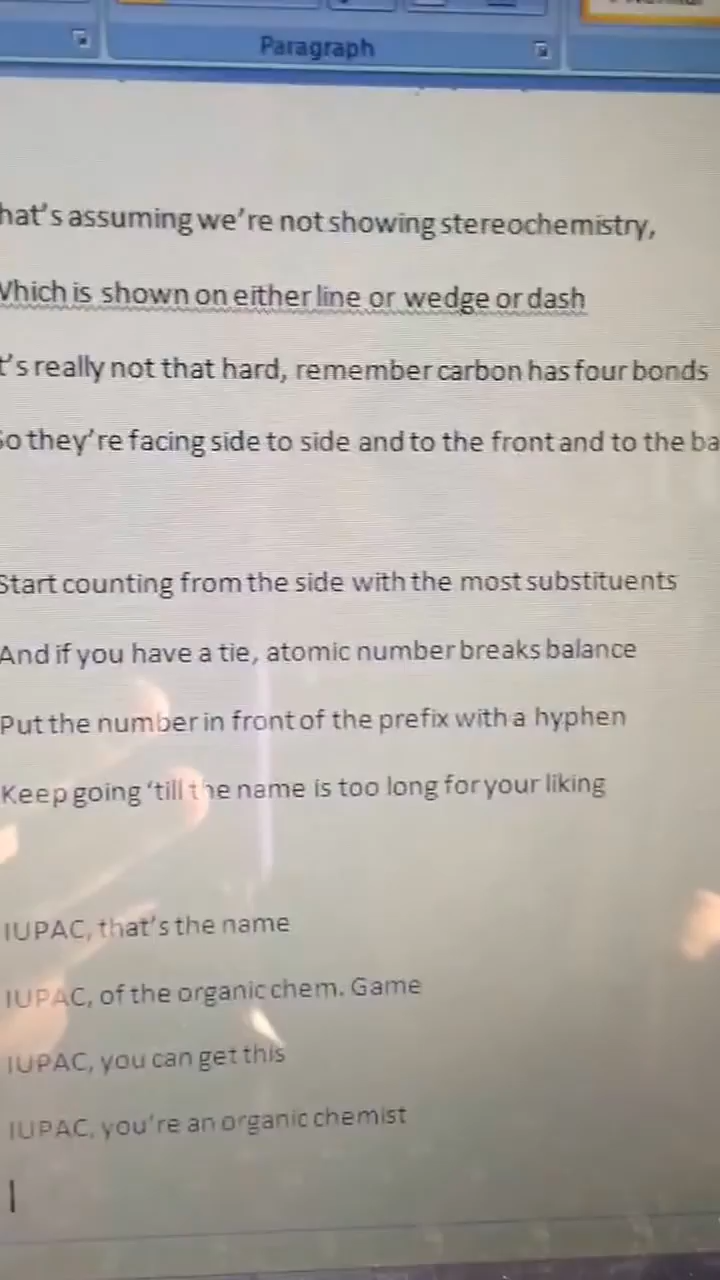 Paragraph
hat's assuming we're not showing stereochemistry,
Which is shown on either line or wedge or dash
t's really not that hard, remember carbon has four bonds
So they're facing side to side and to the front and to the ba
Start counting from the side with the most substituents
And if you have a tie, atomic number breaks balance
Put the number in front of the prefix with a hyphen
Keep going 'till the name is too long for your liking
IUPAC, that's the name
IUPAC, of the organic chem. Game
IUPAC, you can get this
IUPAC, you're an organic chemist